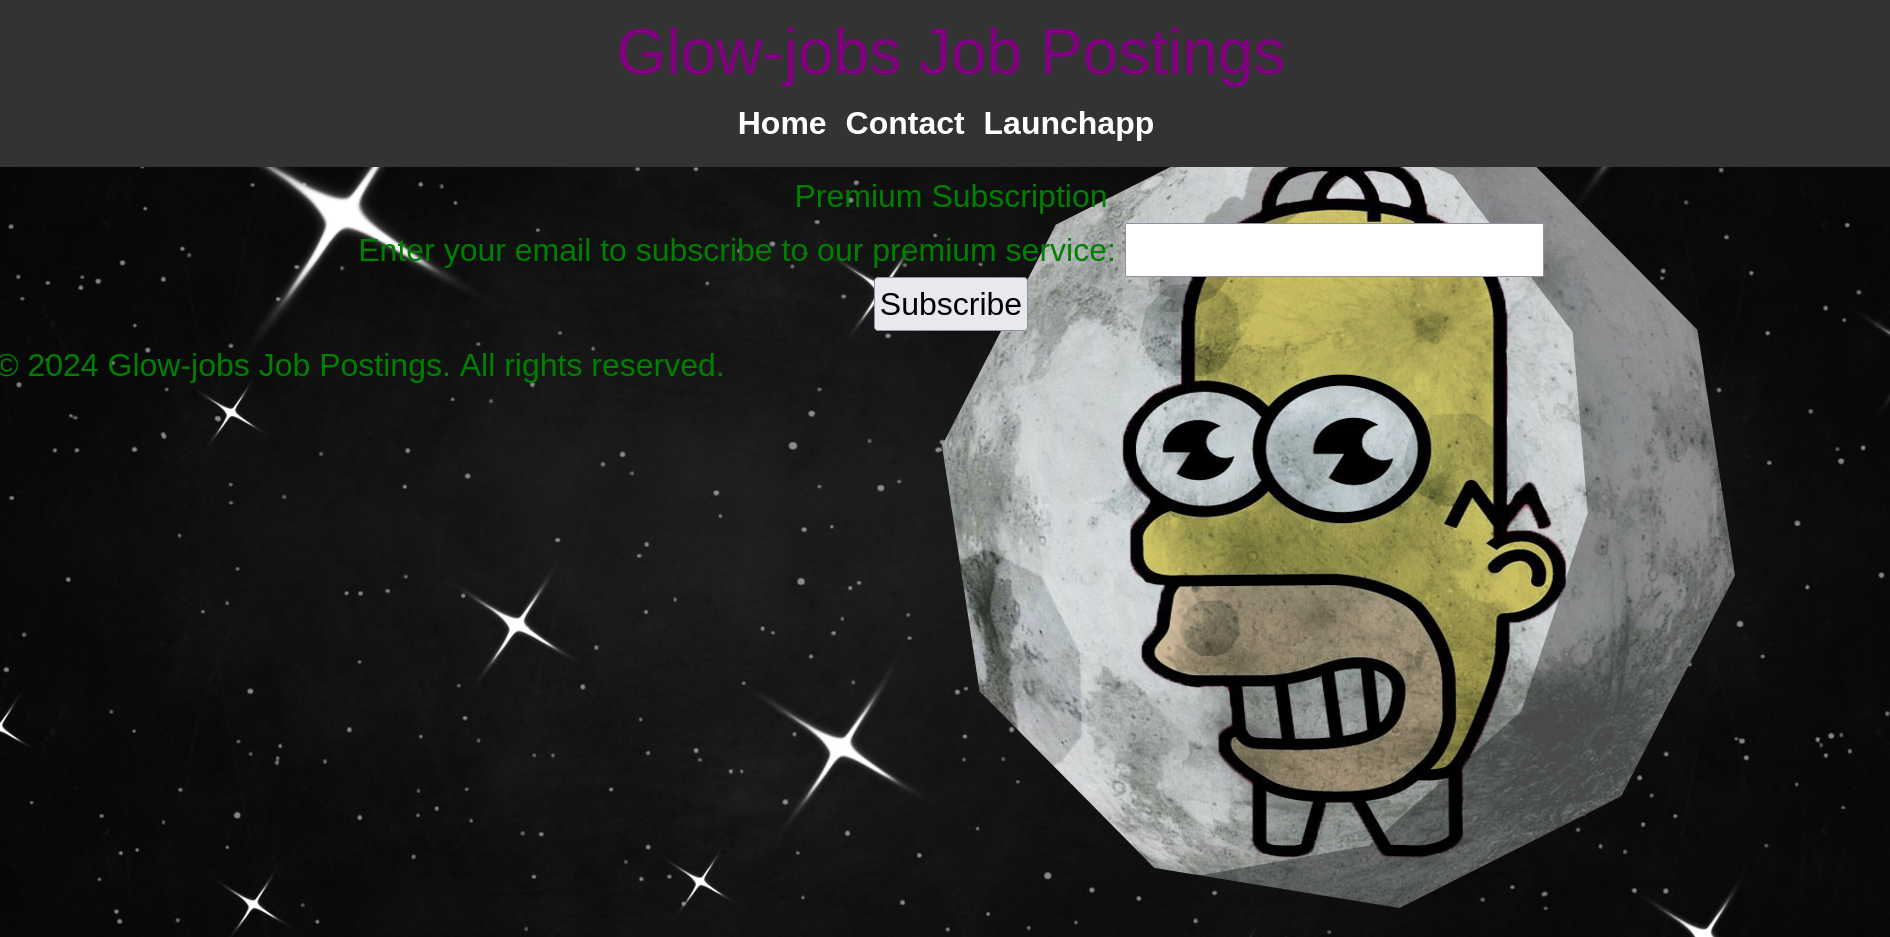 Glow-jobs Job Postings
Home Contact Launchapp
Premium Subscription
Enter your email to subscribe to our premium service:
Subscribe
© 2024 Glow-jobs Job Postings. All rights reserved.